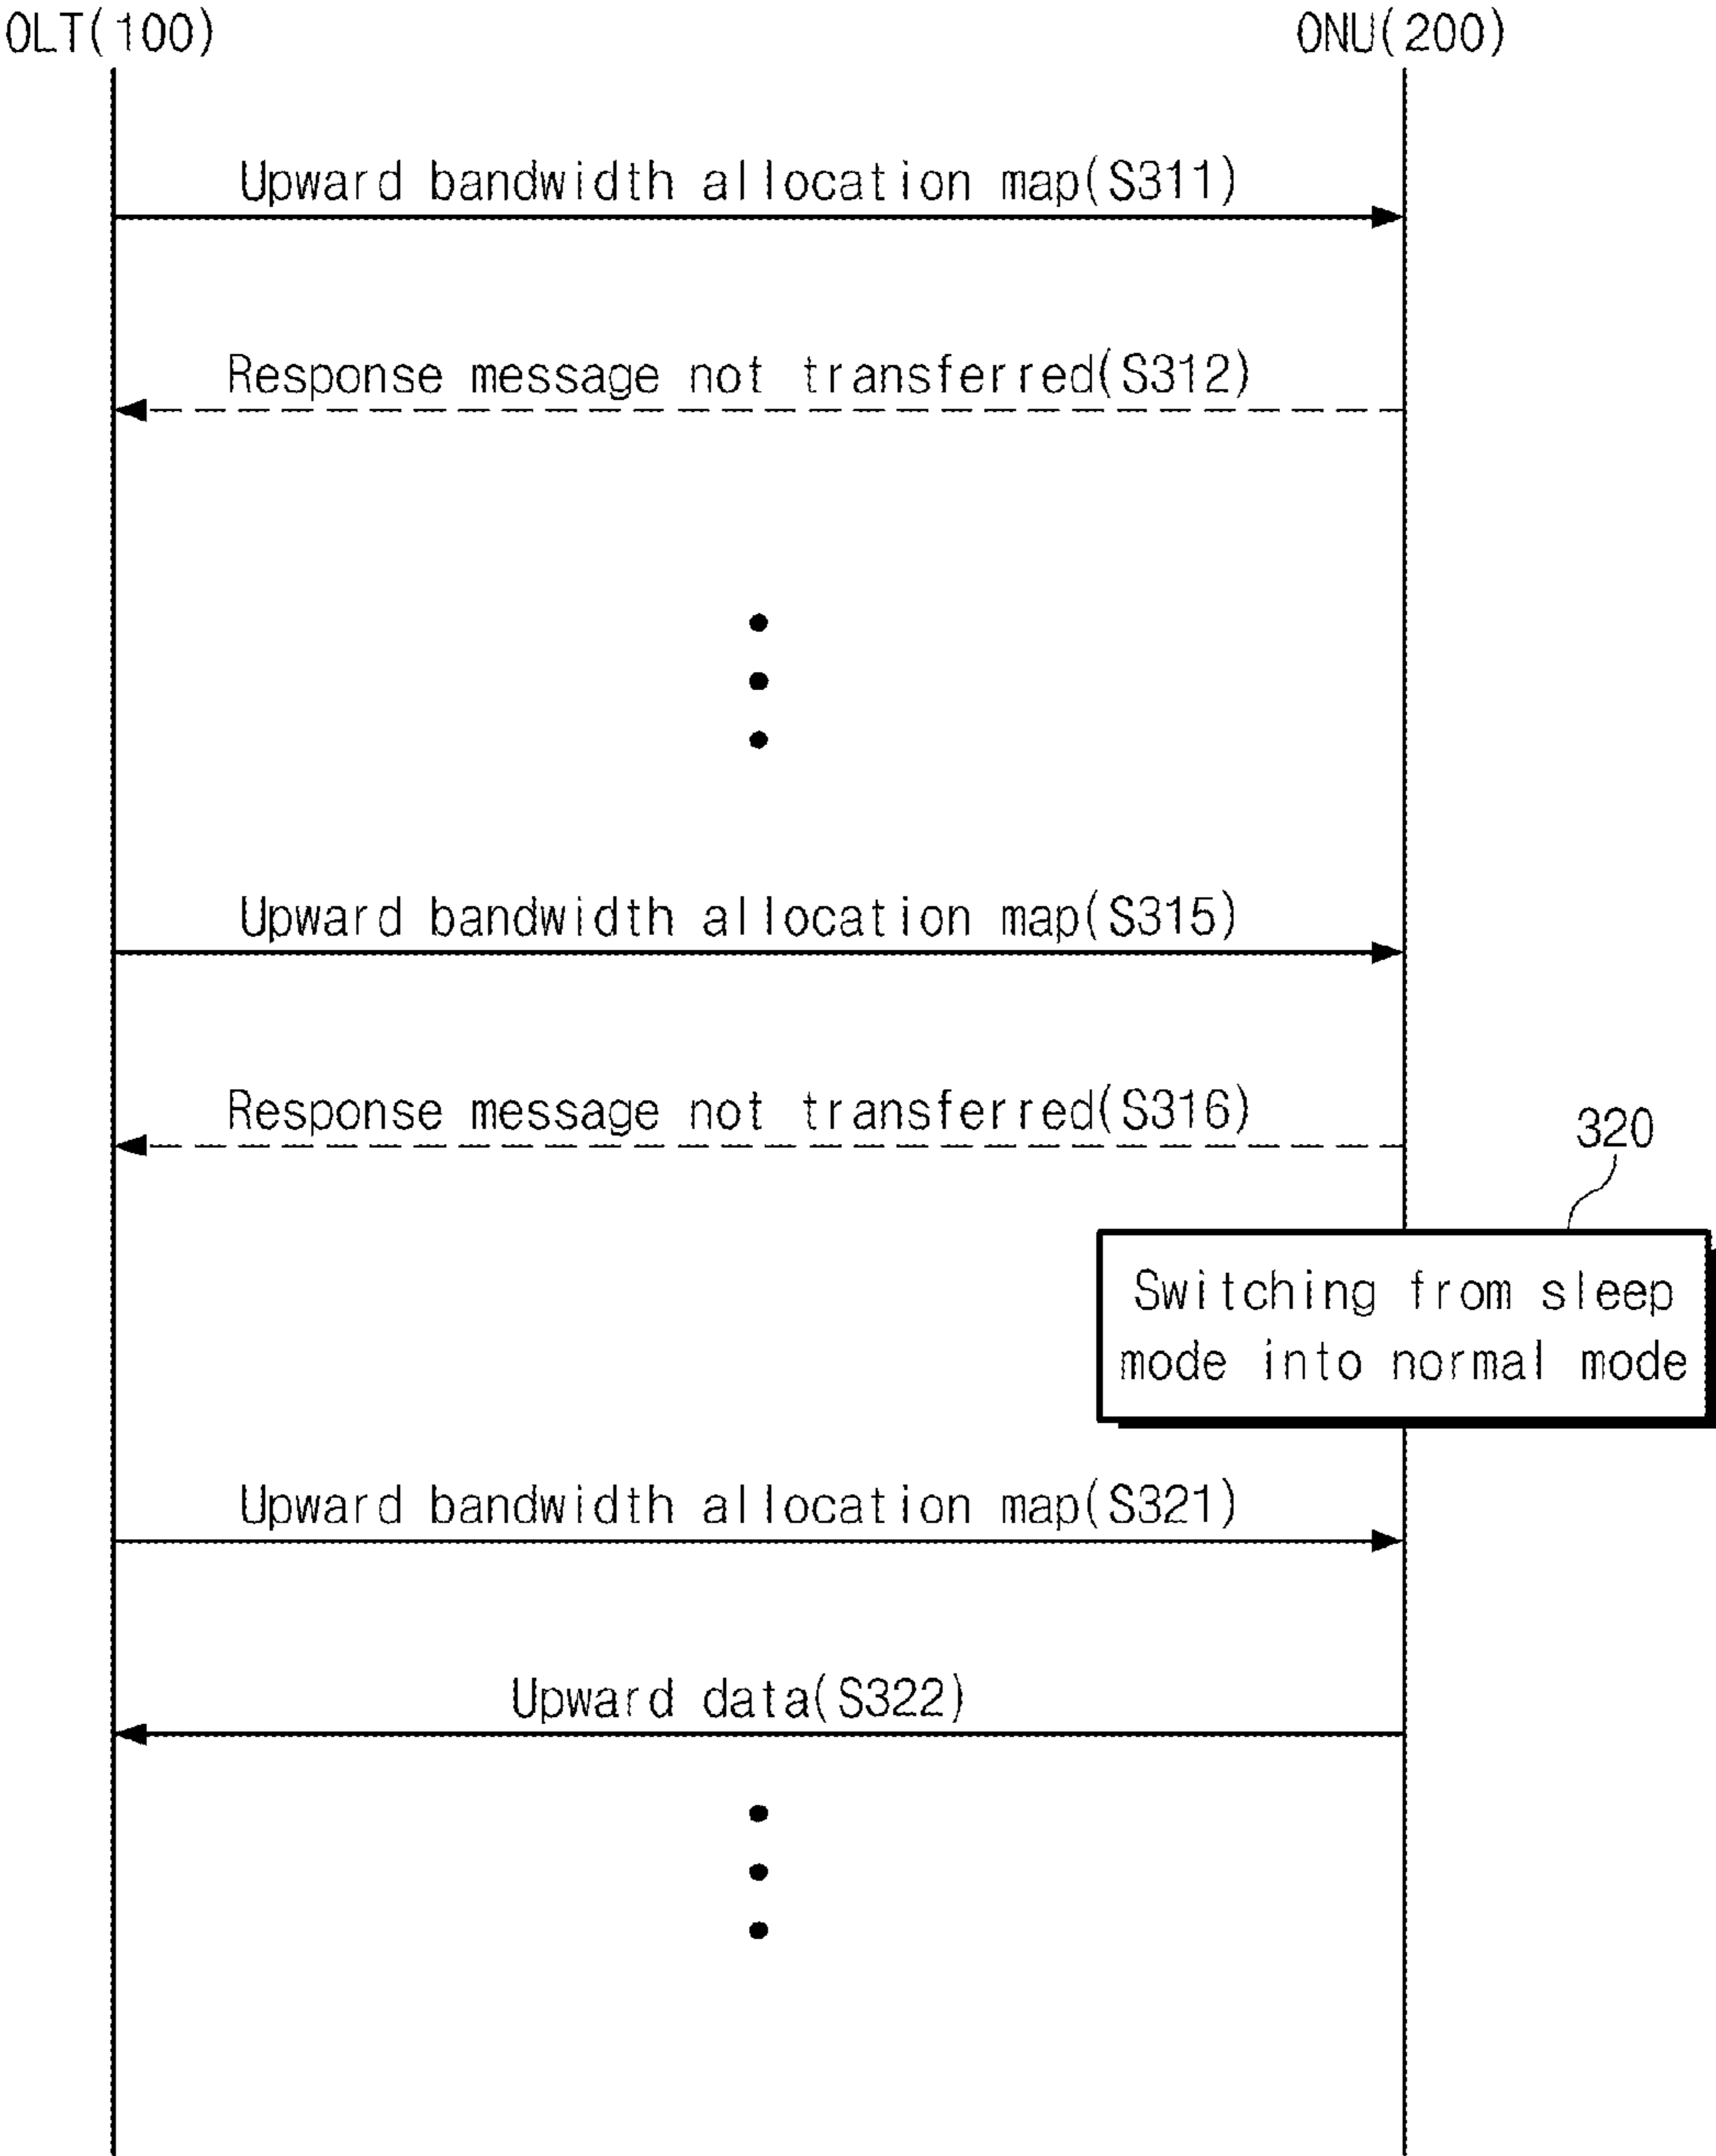 OLT(100)
ONU(200)
Upward bandwidth allocation map(S311)
Response message not transferred(S312)
Upward bandwidth allocation map(S315)
Response message not transferred(S316)
320
Switching from sleep
mode into normal mode
Upward bandwidth allocation map(S321)
Upward data(S322)